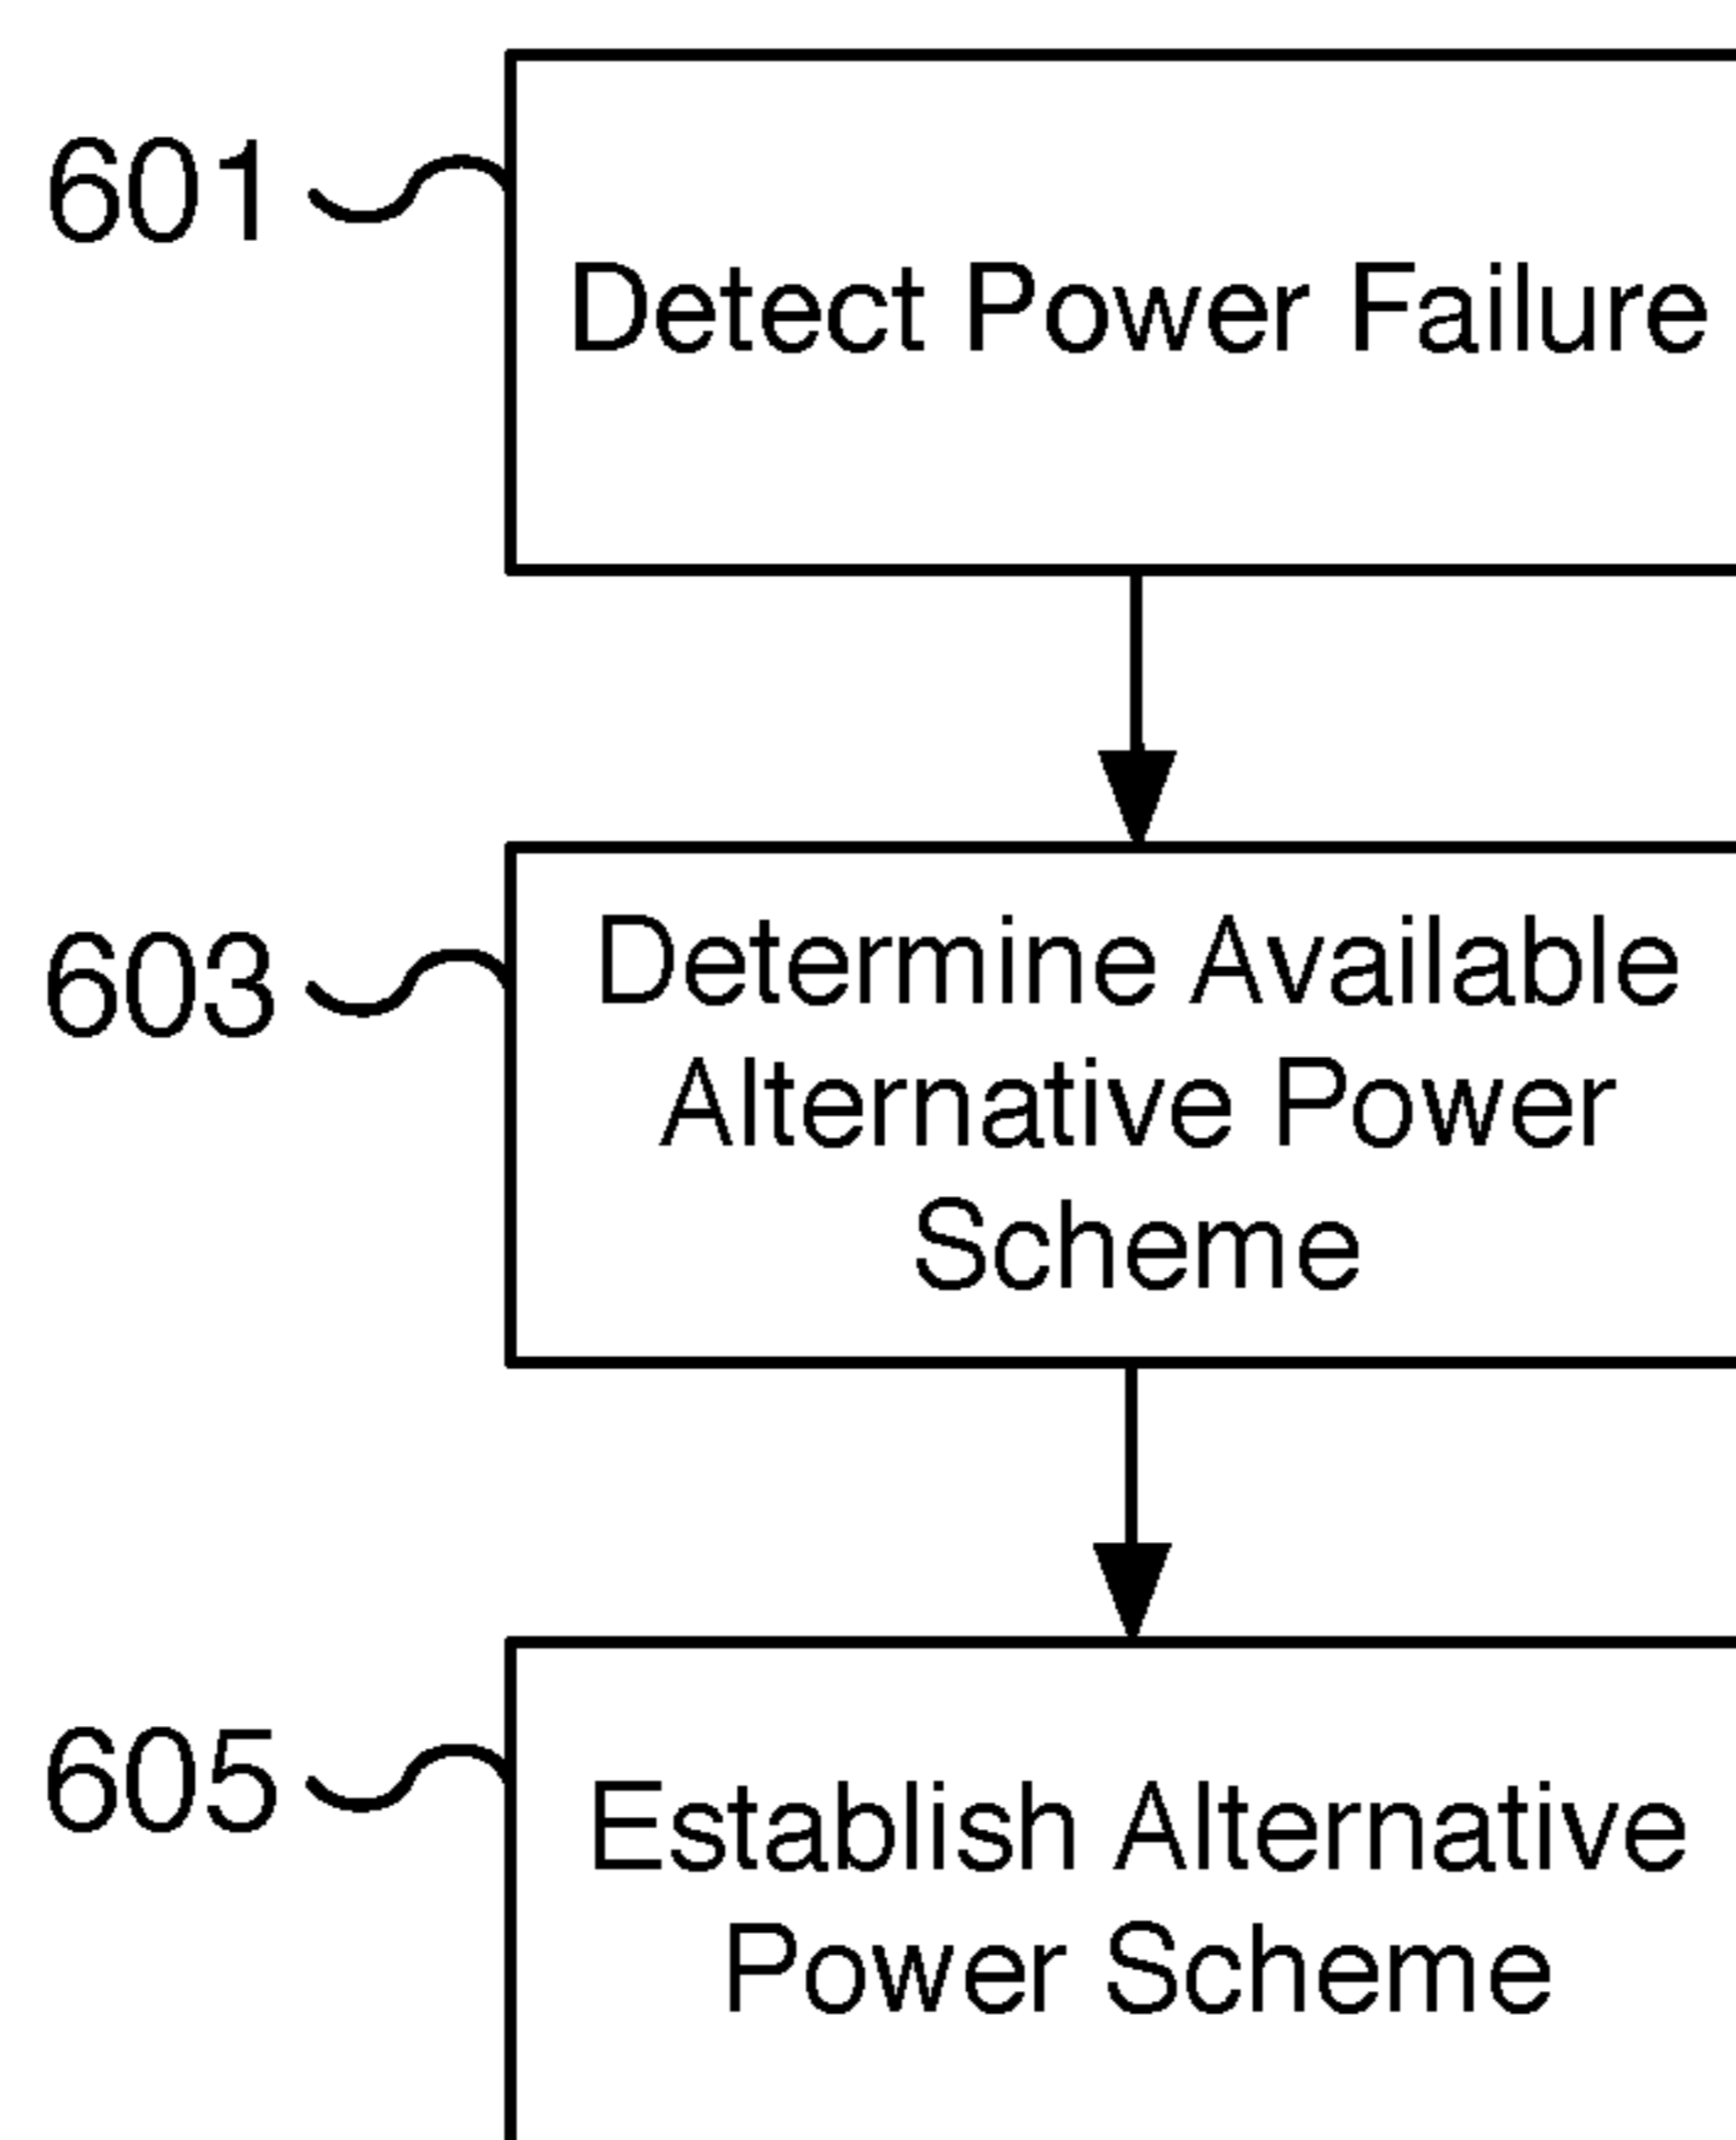 601
Detect Power Failure
603
Determine Available
Alternative Power
Scheme
605
Establish Alternative
Power Scheme